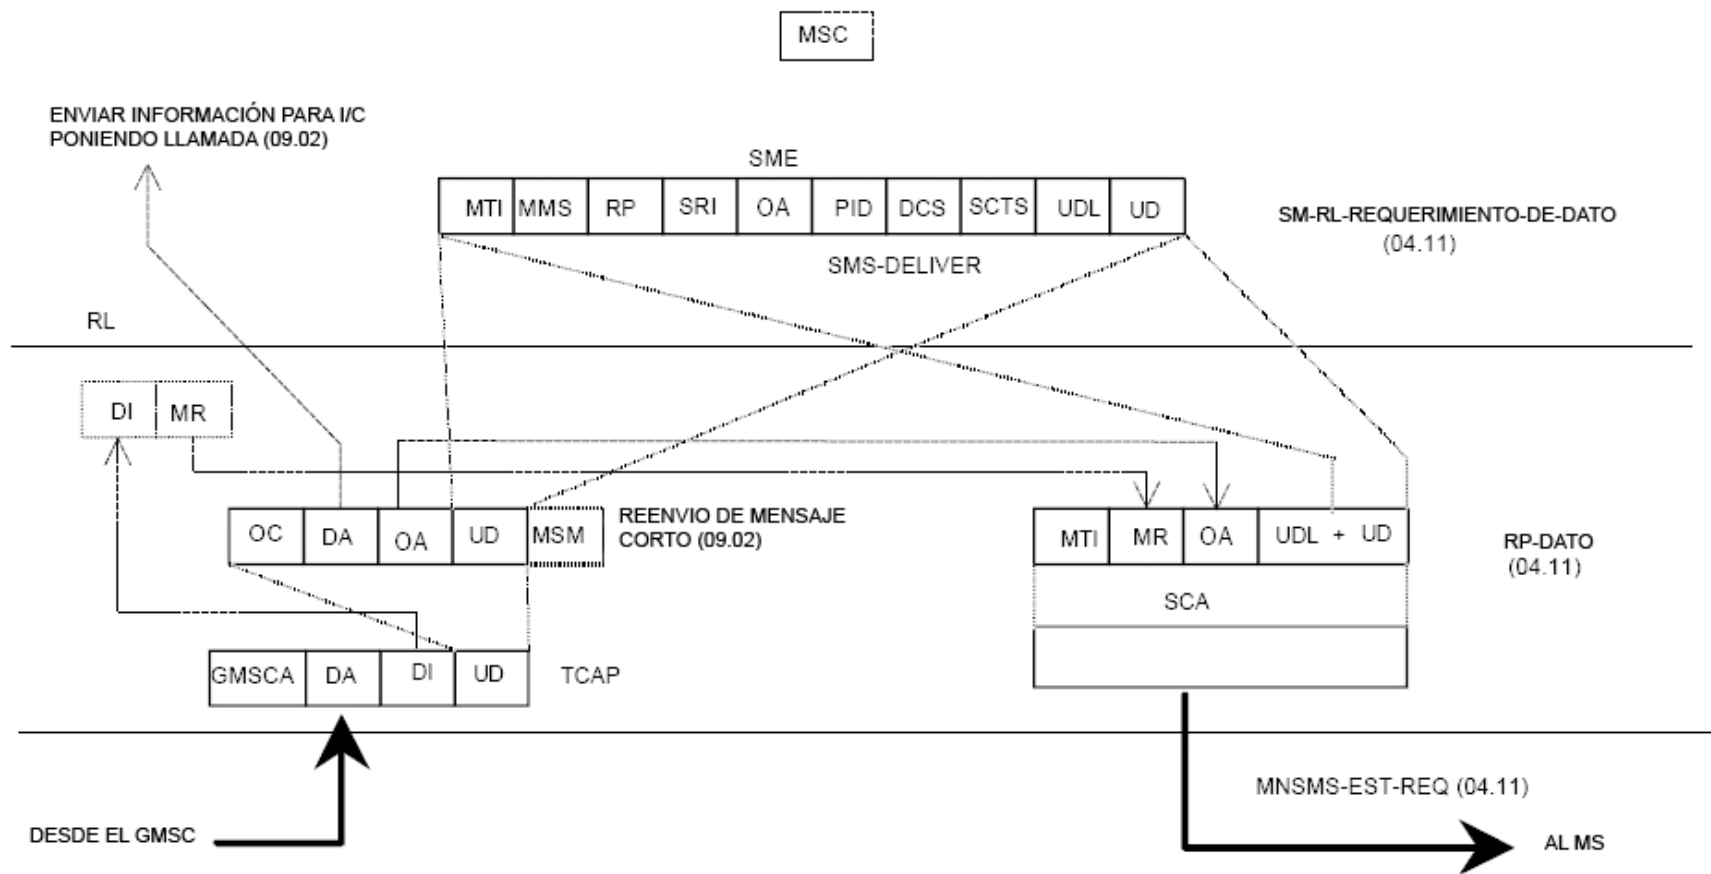 MSC
ENVIAR INFORMACIÓN PARA I/C
PONIENDO LLAMADA (09.02)
SME
MTI MMS RP SRI OA PID DCS SCTS UDL UD
SM-RL-REQUERIMIENTO-DE-DATO
(04.11)
SMS-DELIVER
RL
DI MR
OC DA OA UD MSM
REENVIO DE MENSAJE
CORTO (09.02)
MTI MR OA UDL + UD
RP-DATO
(04.11)
SCA
GMSCA DA DI UD
TCAP
MNSMS-EST-REQ (04.11)
DESDE EL GMSC
AL MS